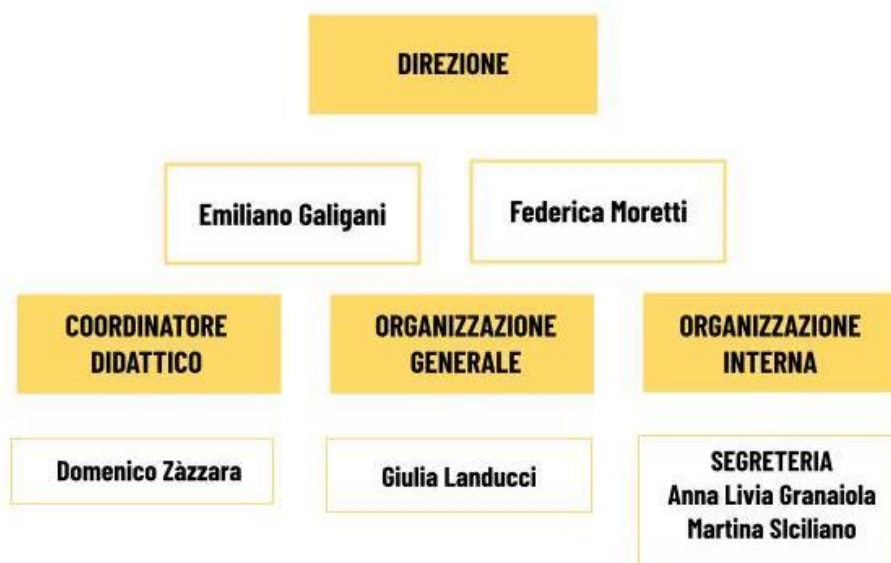 DIREZIONE
Emiliano Galigani
Federica Moretti
COORDINATORE
DIDATTICO
ORGANIZZAZIONE
GENERALE
ORGANIZZAZIONE
INTERNA
Domenico Zàzzara
Giulia Landucci
SEGRETERIA
Anna Livia Granaiola
Martina SIciliano